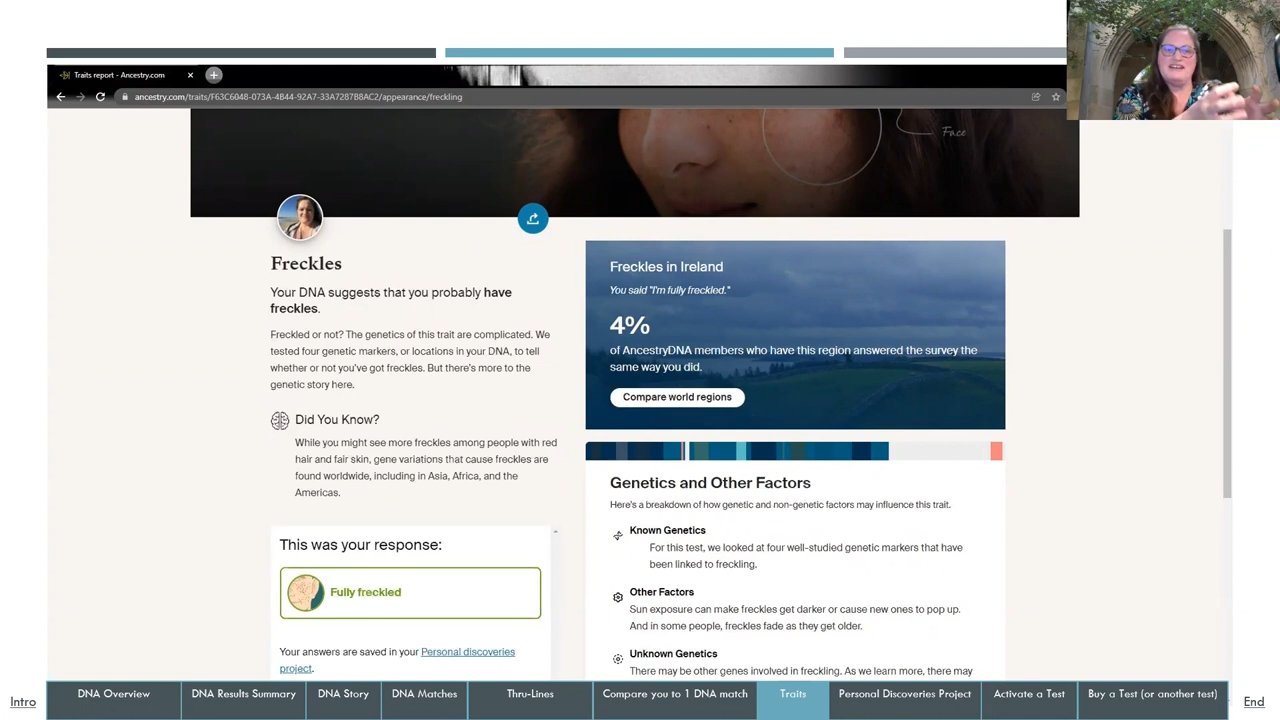 Traits report - Ancestry.com
ancestry.com/traits/F63C6048-073A-4B44-92A7-33A7287B8AC2/appearance/freckling
Face
Freckles
Your DNA suggests that you probably have
freckles.
Freckled or not? The genetics of this trait are complicated. We
tested four genetic markers, or locations in your DNA, to tell
whether or not you've got freckles. But there's more to the
genetic story here.
Did You Know?
While you might see more freckles among people with red
hair and fair skin, gene variations that cause freckles are
found worldwide, including in Asia, Africa, and the
Americas.
This was your response:
Fully freckled
Your answers are saved in your Personal discoveries
project.
Freckles in Ireland
You said "I'm fully freckled."
4%
of AncestryDNA members who have this region answered the survey the
same way you did.
Compare world regions
Genetics and Other Factors
Here's a breakdown of how genetic and non-genetic factors may influence this trait.
Known Genetics
For this test, we looked at four well-studied genetic markers that have
been linked to freckling.
Other Factors
Sun exposure can make freckles get darker or cause new ones to pop up.
And in some people, freckles fade as they get older.
Unknown Genetics
There may be other genes involved in freckling. As we learn more, there may
Intro
DNA Overview
DNA Results Summary
DNA Story
DNA Matches
Thru-Lines
Compare you to 1 DNA match
Traits
Personal Discoveries Project
Activate a Test
Buy a Test (or another test)
End